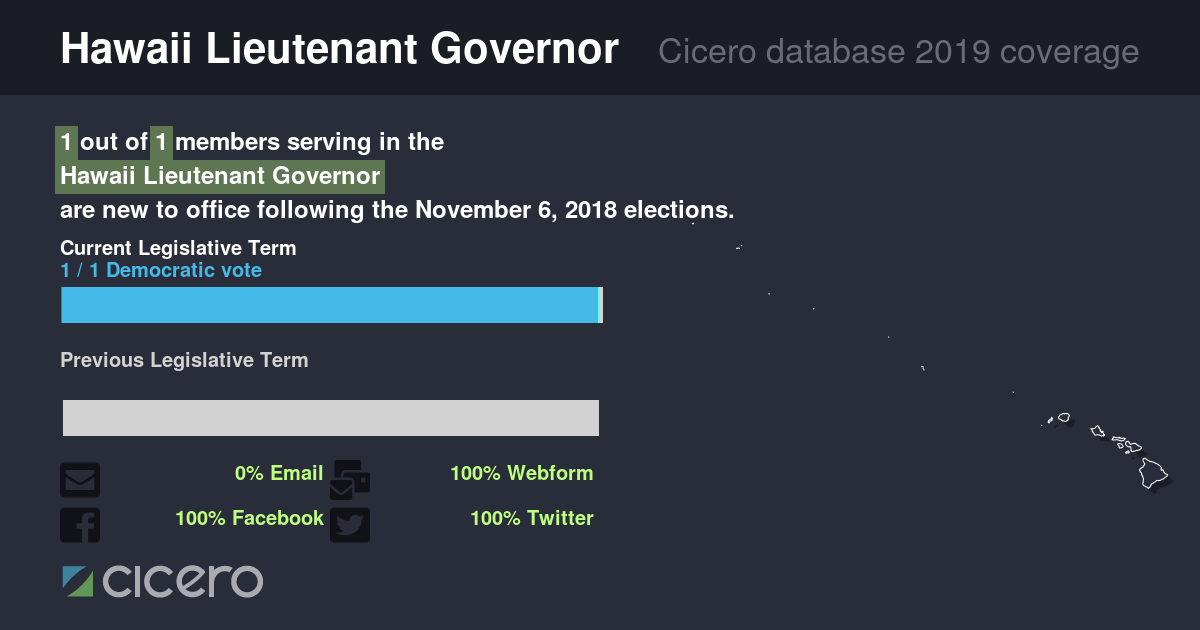 Hawaii Lieutenant Governor Cicero database 2019 coverage
1 out of 1 members serving in the
Hawaii Lieutenant Governor
are new to office following the November 6, 2018 elections.
Current Legislative Term
1 / 1 Democratic vote
Previous Legislative Term
0% Email 100% Webform
100% Facebook 100% Twitter
cicero